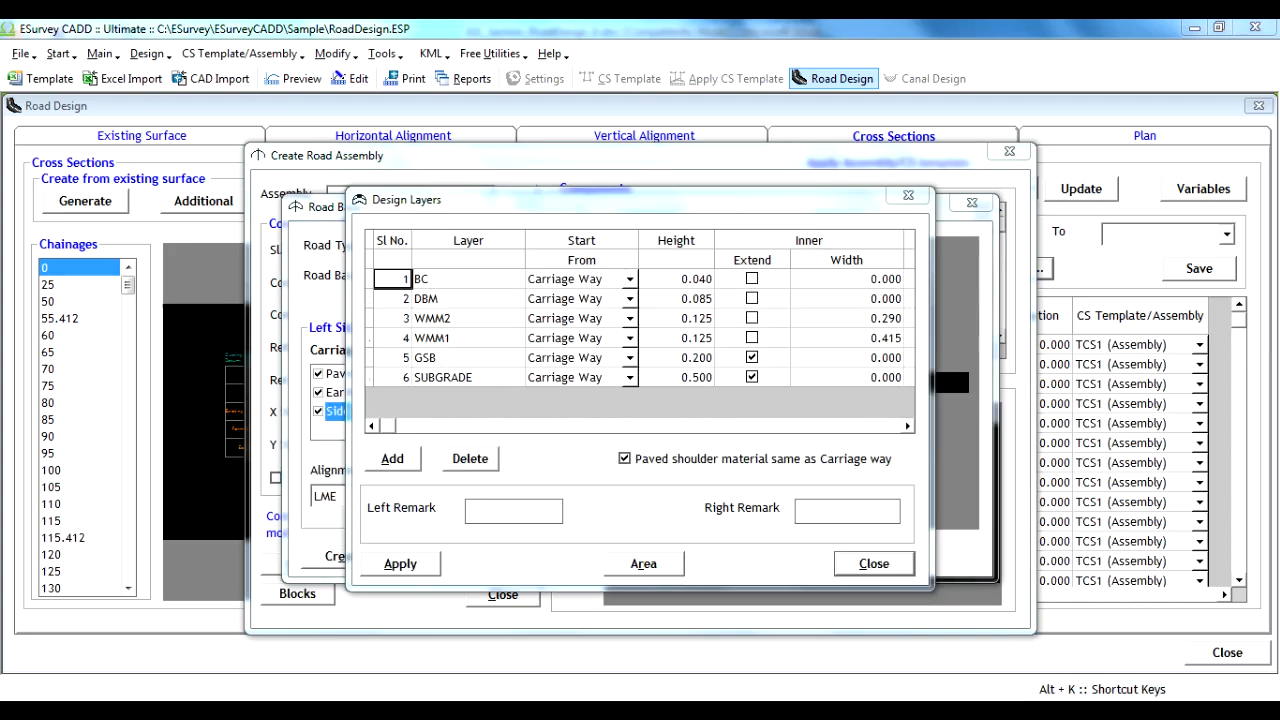 ESurvey CADD :: Ultimate :: C:\ESurvey\ESurveyCADD\Sample\RoadDesign.ESP
File Start Main Design CS Template/Assembly Modify Tools KML Free Utilities Help
Template Excel Import CAD Import Preview Edit Print Reports Settings CS Template Apply CS Template Road Design Canal Design
Road Design
Existing Surface Horizontal Alignment Vertical Alignment Cross Sections Plan
Cross Sections
Create from existing surface
Generate Additional
Update Variables
To
Save
Chainages
0
25
50
55.412
60
65
70
75
80
85
90
95
100
105
110
115
115.412
120
125
130
Create Road Assembly
Assembly
Components
Road Ba
Road Ty
Road Ba
Left Si
Carria
Pav
Ear
Side
X
Y
Alignm
LME
Co
mo
Cre
Blocks Close
Design Layers
Sl No. Layer Start Height Inner
From Extend Width
1 BC Carriage Way 0.040 0.000
2 DBM Carriage Way 0.085 0.000
3 WMM2 Carriage Way 0.125 0.290
4 WMM1 Carriage Way 0.125 0.415
5 GSB Carriage Way 0.200 0.000
6 SUBGRADE Carriage Way 0.500 0.000
Add Delete Paved shoulder material same as Carriage way
Left Remark Right Remark
Apply Area Close
tion CS Template/Assembly
0.000 TCS1 (Assembly)
0.000 TCS1 (Assembly)
0.000 TCS1 (Assembly)
0.000 TCS1 (Assembly)
0.000 TCS1 (Assembly)
0.000 TCS1 (Assembly)
0.000 TCS1 (Assembly)
0.000 TCS1 (Assembly)
0.000 TCS1 (Assembly)
0.000 TCS1 (Assembly)
0.000 TCS1 (Assembly)
0.000 TCS1 (Assembly)
0.000 TCS1 (Assembly)
Close
Alt + K :: Shortcut Keys